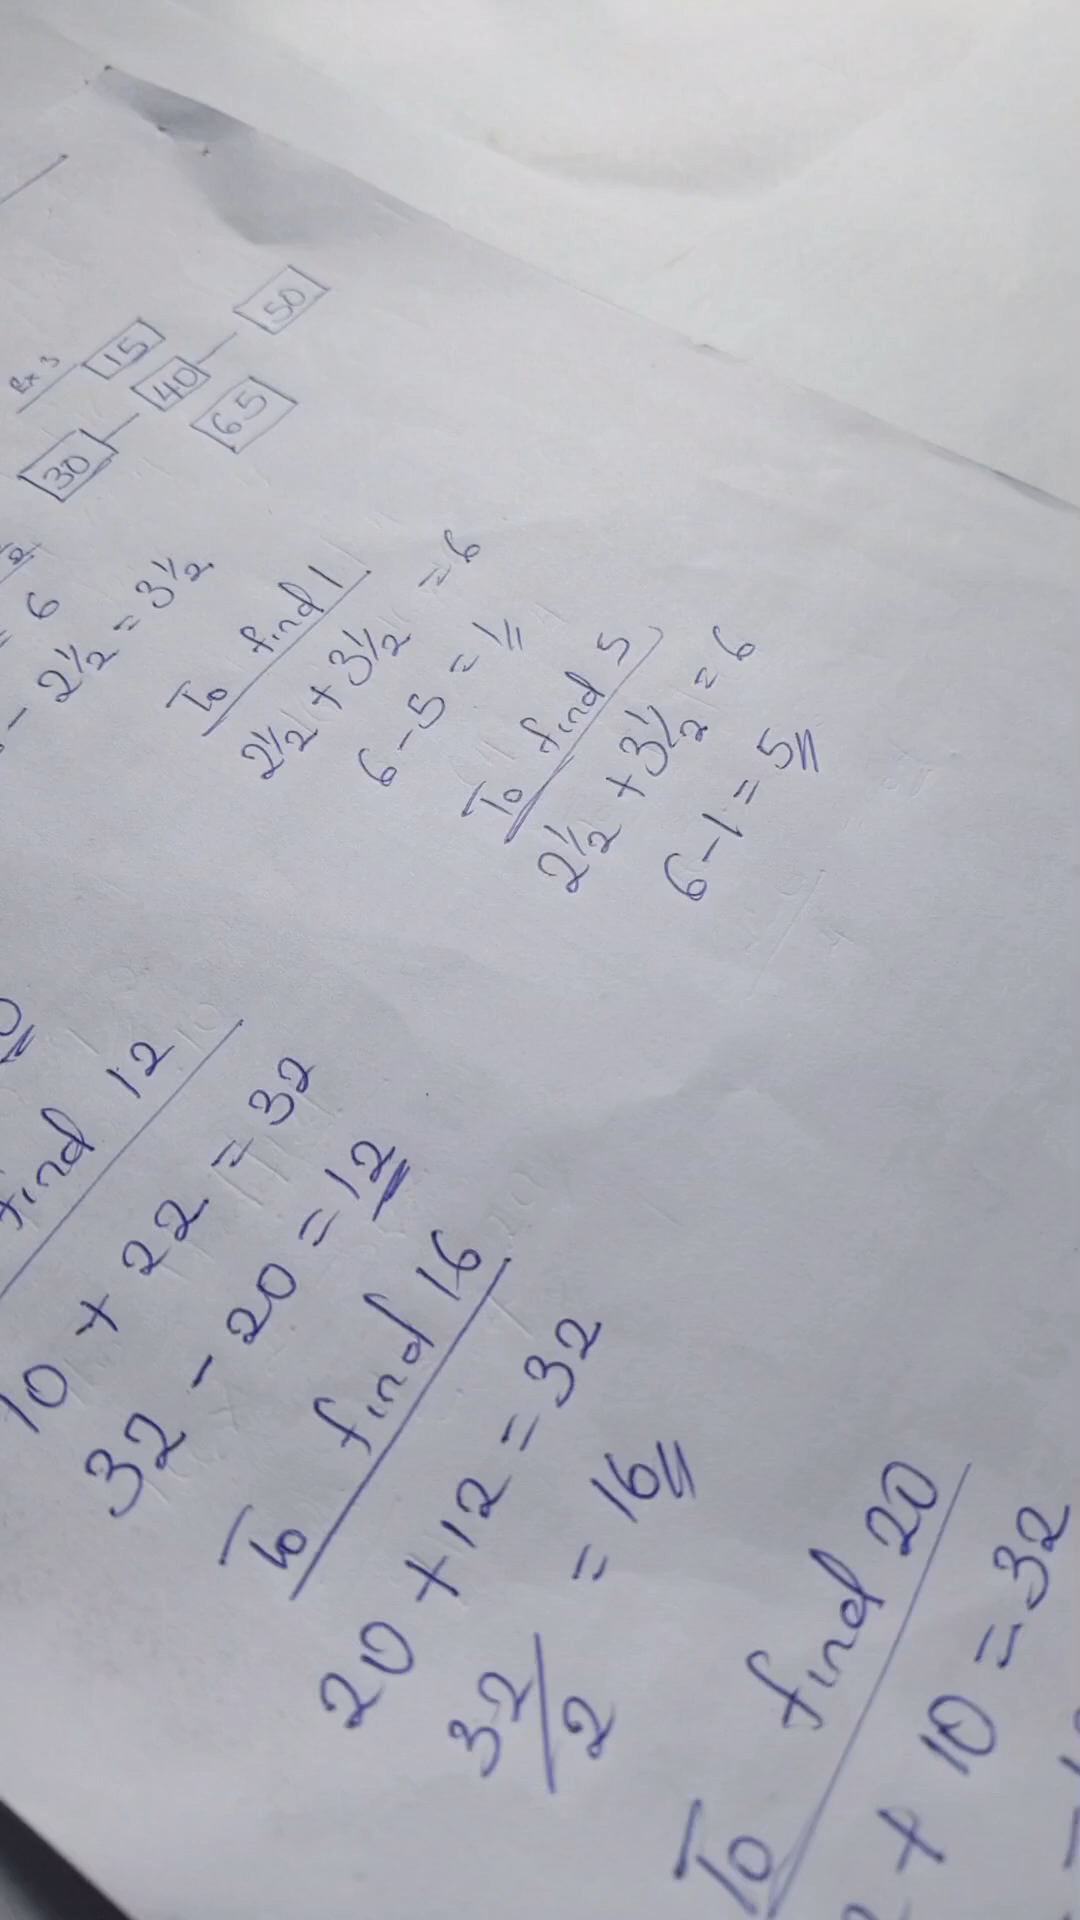 Ex 3
15
50
40
30
65
= 6
- 2½ = 3½
To find 1
2½ + 3½ = 6
6 - 5 = 1
To find 5
2½ + 3½ = 6
6 - 1 = 5
find 12
10 + 22 = 32
32 - 20 = 12
To find 16
20 + 12 = 32
32/2 = 16
To find 20
+ 10 = 32